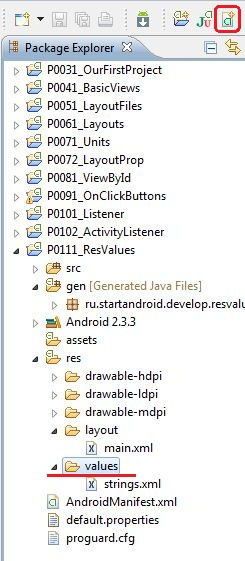 Package Explorer
P0031_OurFirstProject
P0041_BasicViews
P0051_LayoutFiles
P0061_Layouts
P0071_Units
P0072_LayoutProp
P0081_ViewById
P0091_OnClickButtons
P0101_Listener
P0102_ActivityListener
P0111_ResValues
src
gen [Generated Java Files]
ru.startandroid.develop.resvalu
Android 2.3.3
assets
res
drawable-hdpi
drawable-ldpi
drawable-mdpi
layout
main.xml
values
strings.xml
AndroidManifest.xml
default.properties
proguard.cfg